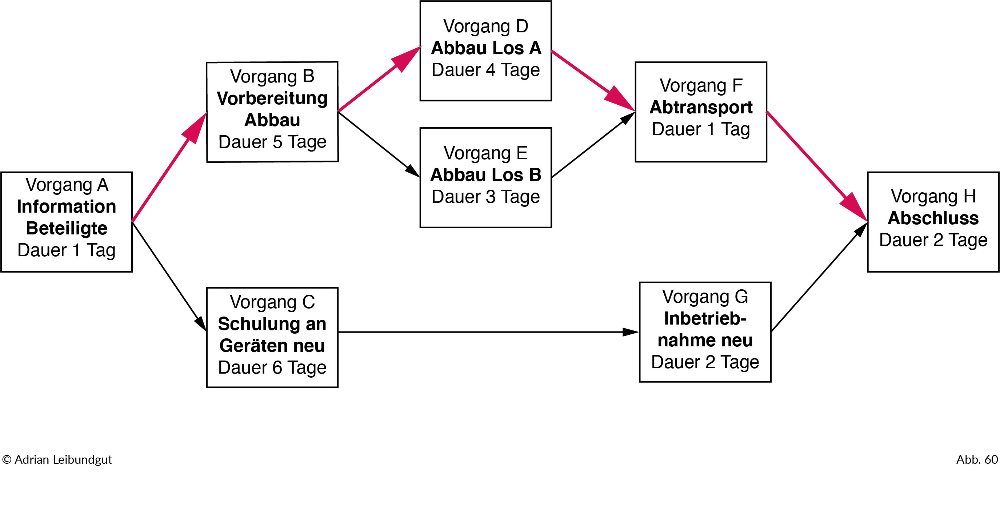 Vorgang A
Information
Beteiligte
Dauer 1 Tag
Vorgang B
Vorbereitung
Abbau
Dauer 5 Tage
Vorgang C
Schulung an
Geräten neu
Dauer 6 Tage
Vorgang D
Abbau Los A
Dauer 4 Tage
Vorgang E
Abbau Los B
Dauer 3 Tage
Vorgang F
Abtransport
Dauer 1 Tag
Vorgang G
Inbetrieb-
nahme neu
Dauer 2 Tage
Vorgang H
Abschluss
Dauer 2 Tage
© Adrian Leibundgut
Abb. 60